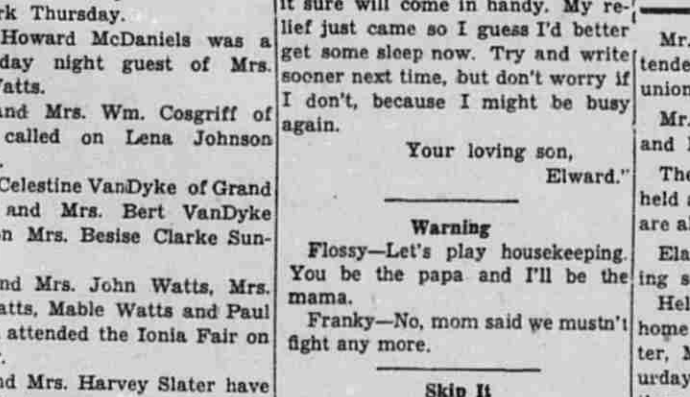 rk Thursday.
Howard McDaniels was a
day night guest of Mrs.
atts.
and Mrs. Wm. Cosgriff of
called on Lena Johnson
Celestine VanDyke of Grand
and Mrs. Bert VanDyke
n Mrs. Besise Clarke Sun-
nd Mrs. John Watts, Mrs.
atts, Mable Watts and Paul
attended the Ionia Fair on
nd Mrs. Harvey Slater have
it sure will come in handy. My re-
lief just came so I guess I'd better
get some sleep now. Try and write
sooner next time, but don't worry if
I don't, because I might be busy
again.
Your loving son,
Elward."
Warning
Flossy—Let's play housekeeping.
You be the papa and I'll be the
mama.
Franky—No, mom said we mustn't
fight any more.
Skip It
Mr.
tende
union
Mr.
and
The
held
are a
Ela
ing s
Hel
home
ter,
urday